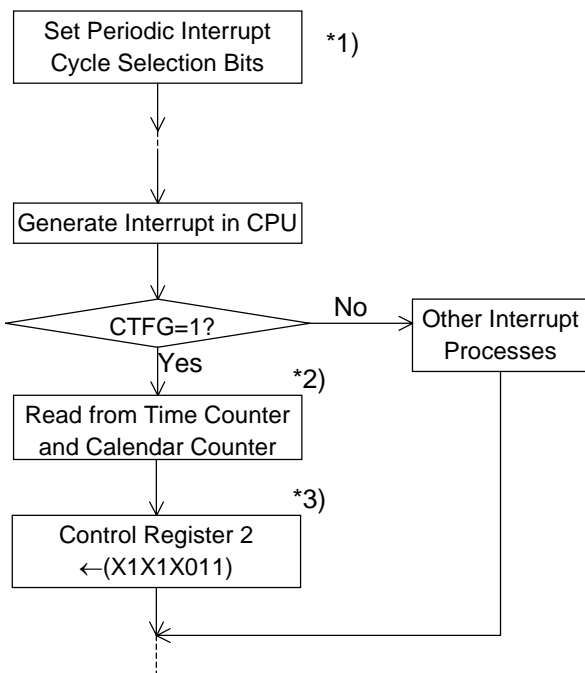 Set Periodic Interrupt
Cycle Selection Bits
*1)
Generate Interrupt in CPU
CTFG=1?
No
Other Interrupt
Processes
Yes
*2)
Read from Time Counter
and Calendar Counter
*3)
Control Register 2
←(X1X1X011)